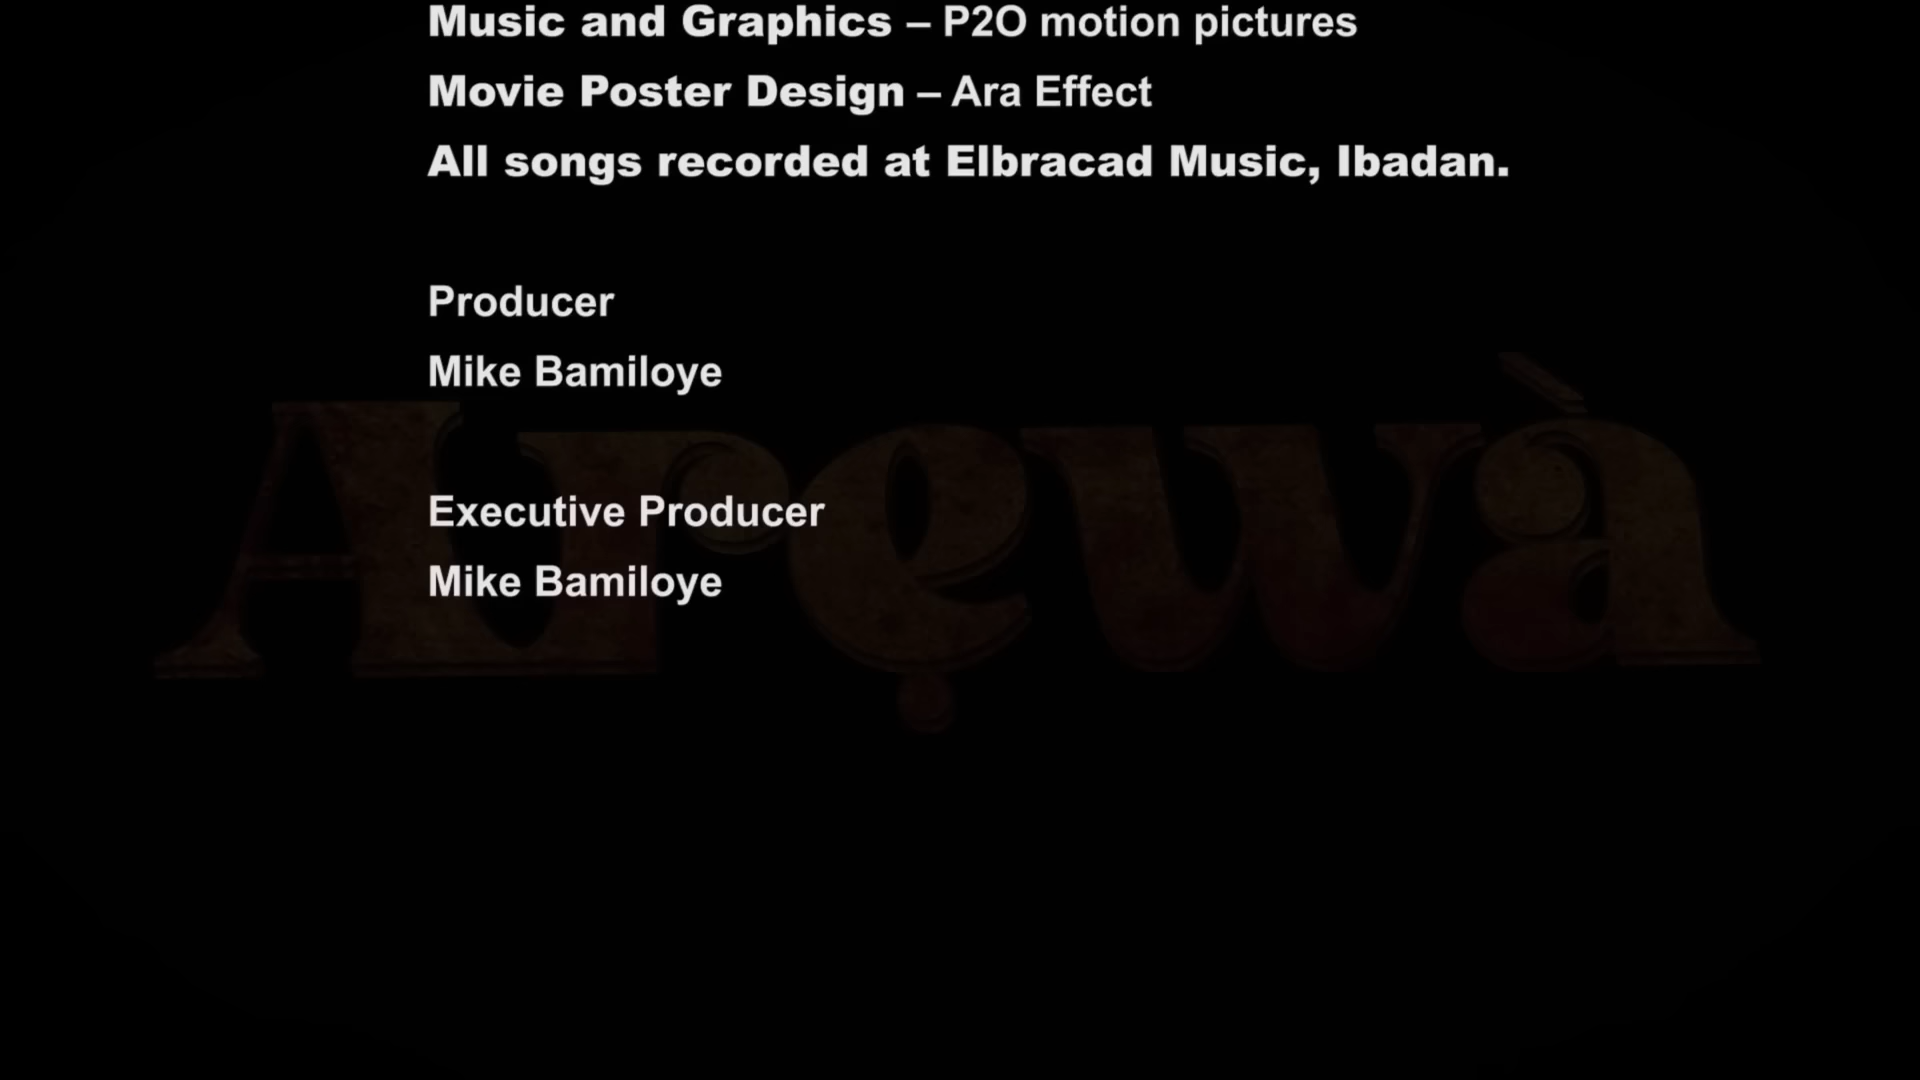 Music and Graphics – P2O motion pictures
Movie Poster Design – Ara Effect
All songs recorded at Elbracad Music, Ibadan.
Producer
Mike Bamiloye
Arẹwà
Executive Producer
Mike Bamiloye